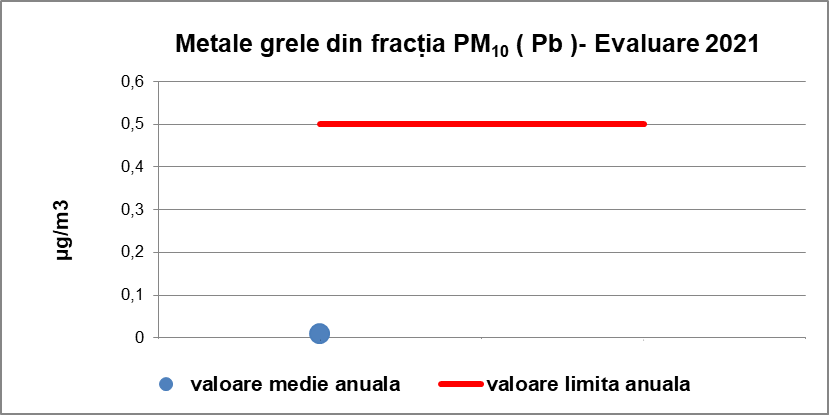 Metale grele din fracția PM₁₀ ( Pb )- Evaluare 2021
0,6
0,5
0,4
0,3
0,2
0,1
0
µg/m3
valoare medie anuala
valoare limita anuala